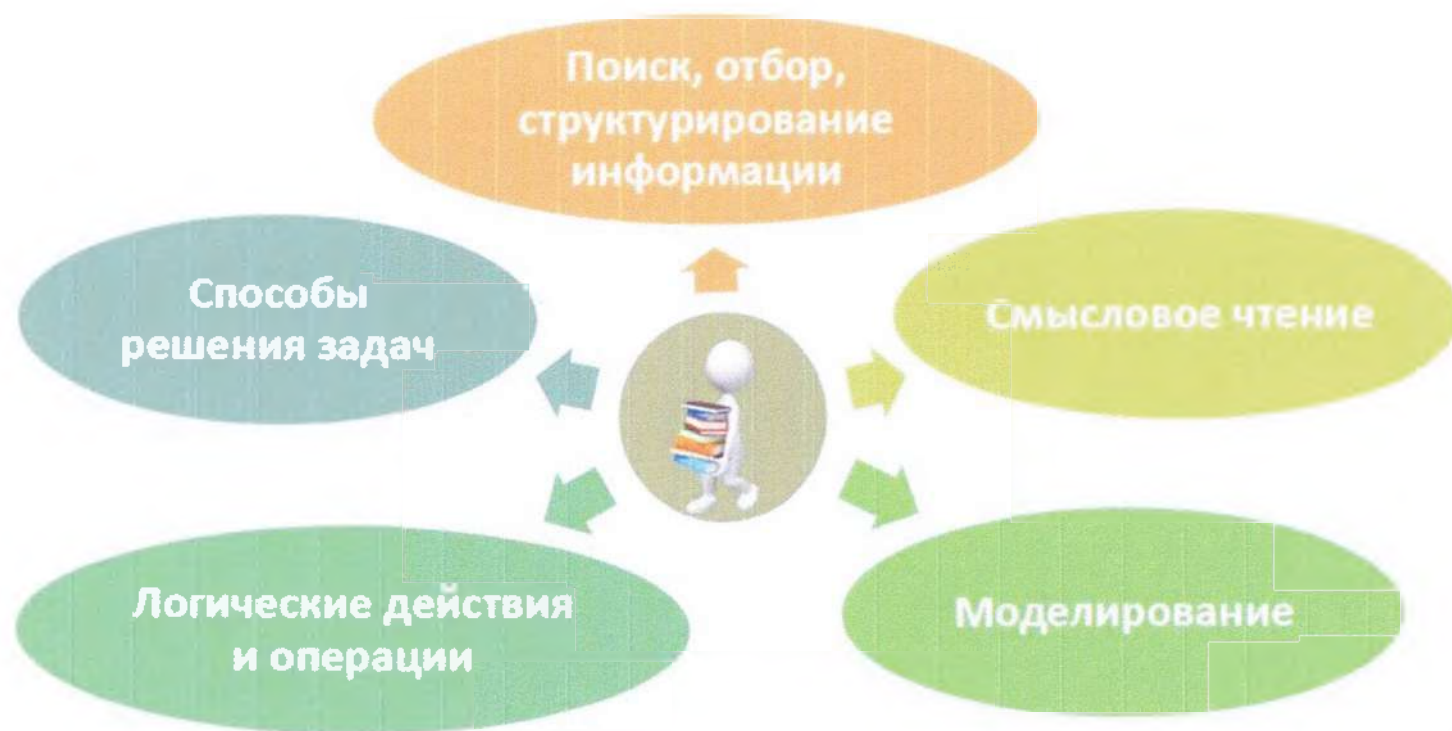 Поиск, отбор,
структурирование
информации
Способы
решения задач
Смысловое чтение
Логические действия
и операции
Моделирование